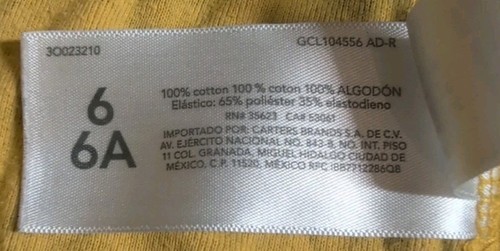 30023210
GCL104556 AD-R
6
6A
100% cotton 100 % coton 100% ALGODÓN
Elástico: 65% poliéster 35% elastodieno
RN# 35623 CA# 53061
IMPORTADO POR: CARTERS BRANDS S.A. DE C.V.
AV. EJÉRCITO NACIONAL NO. 843-B, NO. INT. PISO
11 COL. GRANADA, MIGUEL HIDALGO CIUDAD DE
MÉXICO, C.P. 11520, MÉXICO RFC IBB7712286Q8